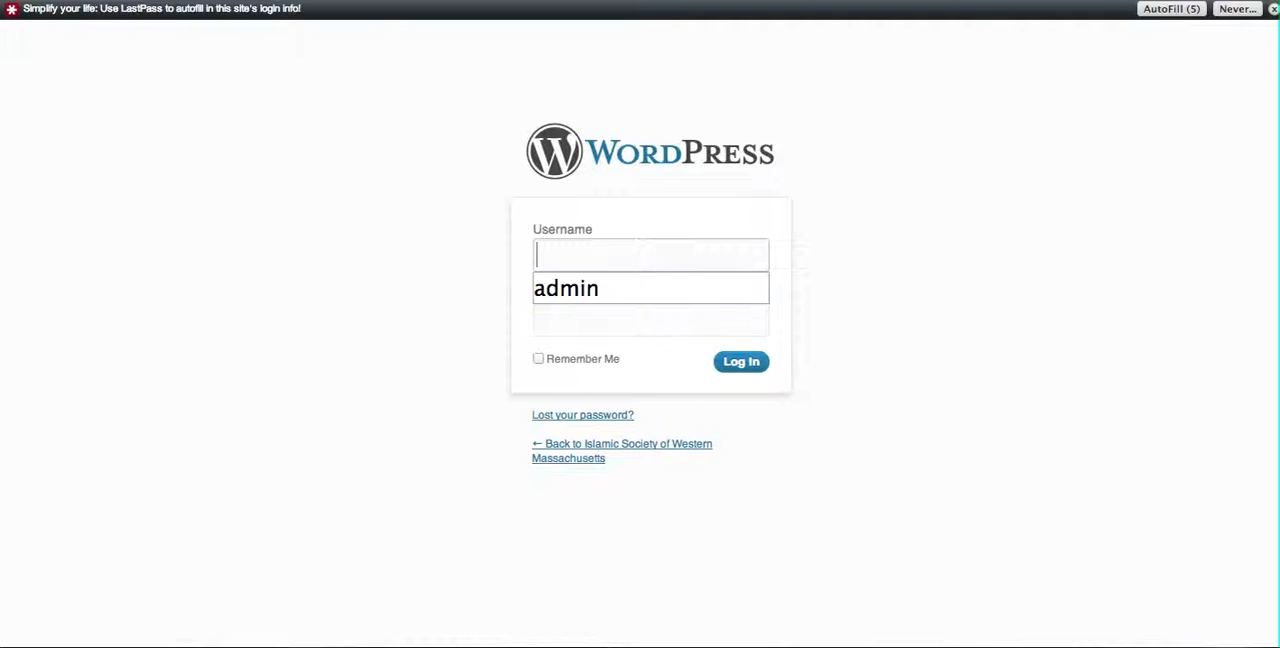 Simplify your life: Use LastPass to autofill in this site's login info!
AutoFill (5)
Never...
WORDPRESS
Username
admin
Remember Me
Log In
Lost your password?
← Back to Islamic Society of Western
Massachusetts